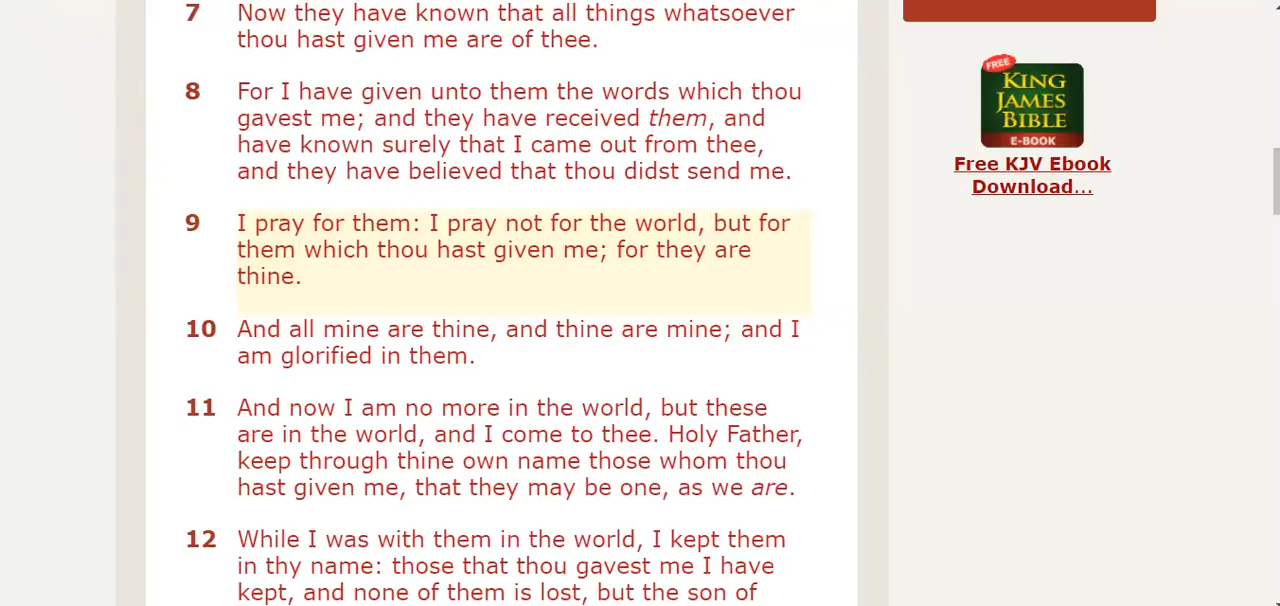 7 Now they have known that all things whatsoever
thou hast given me are of thee.
8 For I have given unto them the words which thou
gavest me; and they have received them, and
have known surely that I came out from thee,
and they have believed that thou didst send me.
9 I pray for them: I pray not for the world, but for
them which thou hast given me; for they are
thine.
10 And all mine are thine, and thine are mine; and I
am glorified in them.
11 And now I am no more in the world, but these
are in the world, and I come to thee. Holy Father,
keep through thine own name those whom thou
hast given me, that they may be one, as we are.
12 While I was with them in the world, I kept them
in thy name: those that thou gavest me I have
kept, and none of them is lost, but the son of
FREE
KING
JAMES
BIBLE
E-BOOK
Free KJV Ebook
Download...